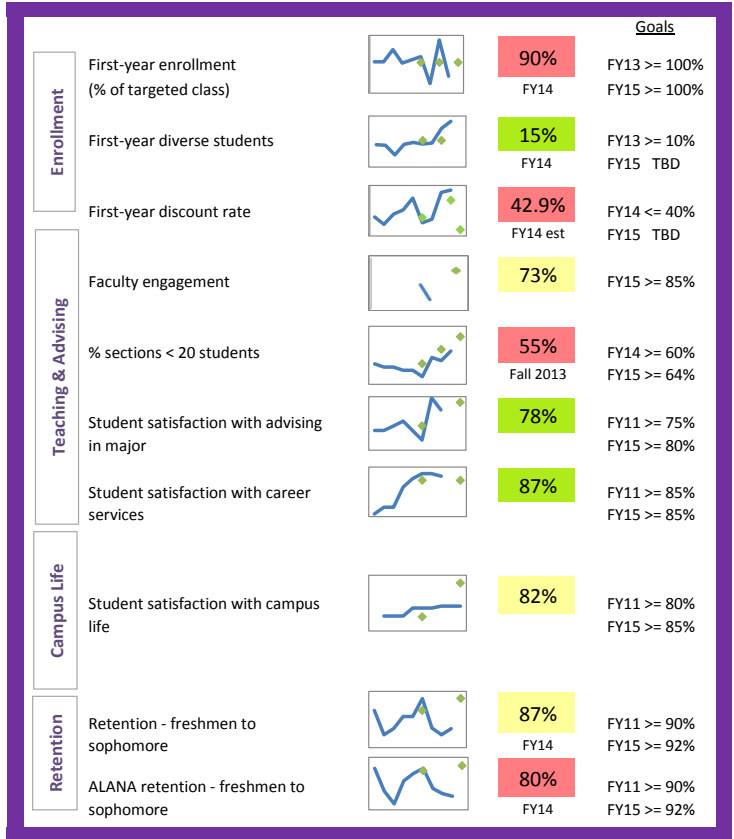 Goals
Enrollment
First-year enrollment
(% of targeted class)
90%
FY14
FY13 >= 100%
FY15 >= 100%
First-year diverse students
15%
FY14
FY13 >= 10%
FY15 TBD
First-year discount rate
42.9%
FY14 est
FY14 <= 40%
FY15 TBD
Teaching & Advising
Faculty engagement
73%
FY15 >= 85%
% sections < 20 students
55%
Fall 2013
FY14 >= 60%
FY15 >= 64%
Student satisfaction with advising
in major
78%
FY11 >= 75%
FY15 >= 80%
Student satisfaction with career
services
87%
FY11 >= 85%
FY15 >= 85%
Campus Life
Student satisfaction with campus
life
82%
FY11 >= 80%
FY15 >= 85%
Retention
Retention - freshmen to
sophomore
87%
FY14
FY11 >= 90%
FY15 >= 92%
ALANA retention - freshmen to
sophomore
80%
FY14
FY11 >= 90%
FY15 >= 92%